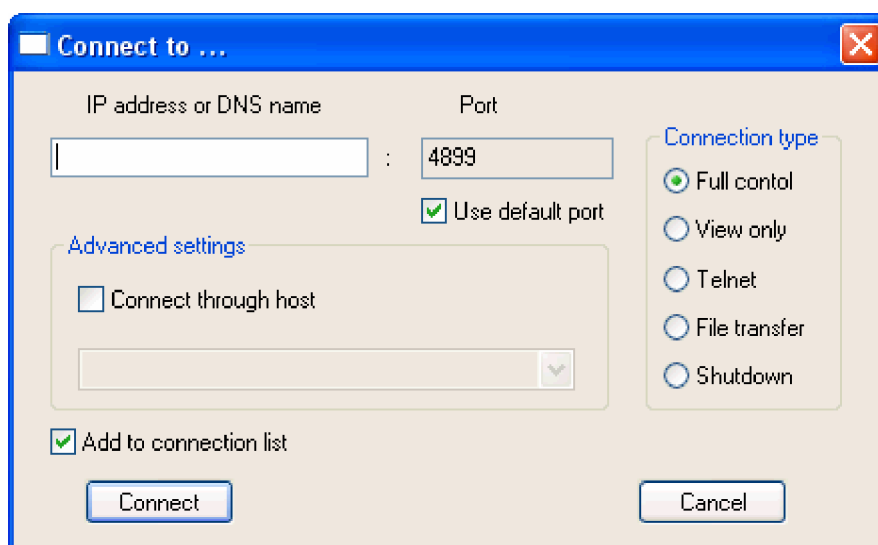 Connect to ...
IP address or DNS name
Port
:
4899
Use default port
Connection type
Full contol
View only
Telnet
File transfer
Shutdown
Advanced settings
Connect through host
Add to connection list
Connect
Cancel